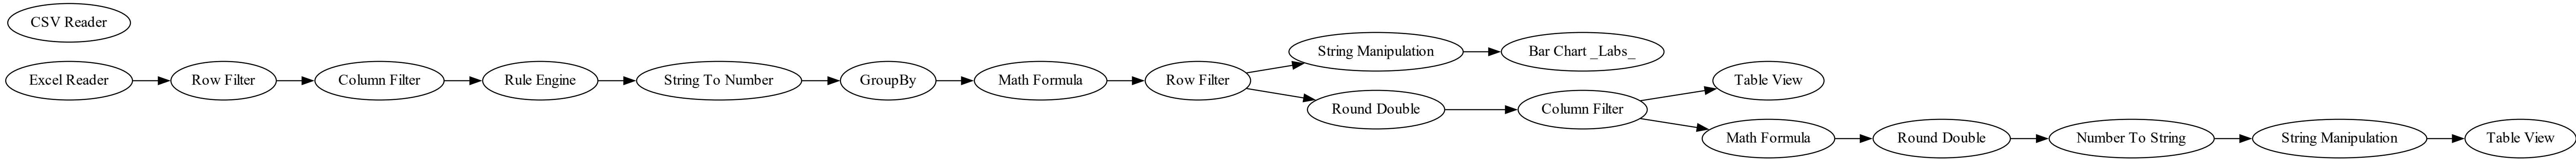 CSV Reader
Excel Reader
Row Filter
Column Filter
Rule Engine
String To Number
GroupBy
Math Formula
Row Filter
String Manipulation
Bar Chart _Labs_
Round Double
Column Filter
Table View
Math Formula
Round Double
Number To String
String Manipulation
Table View